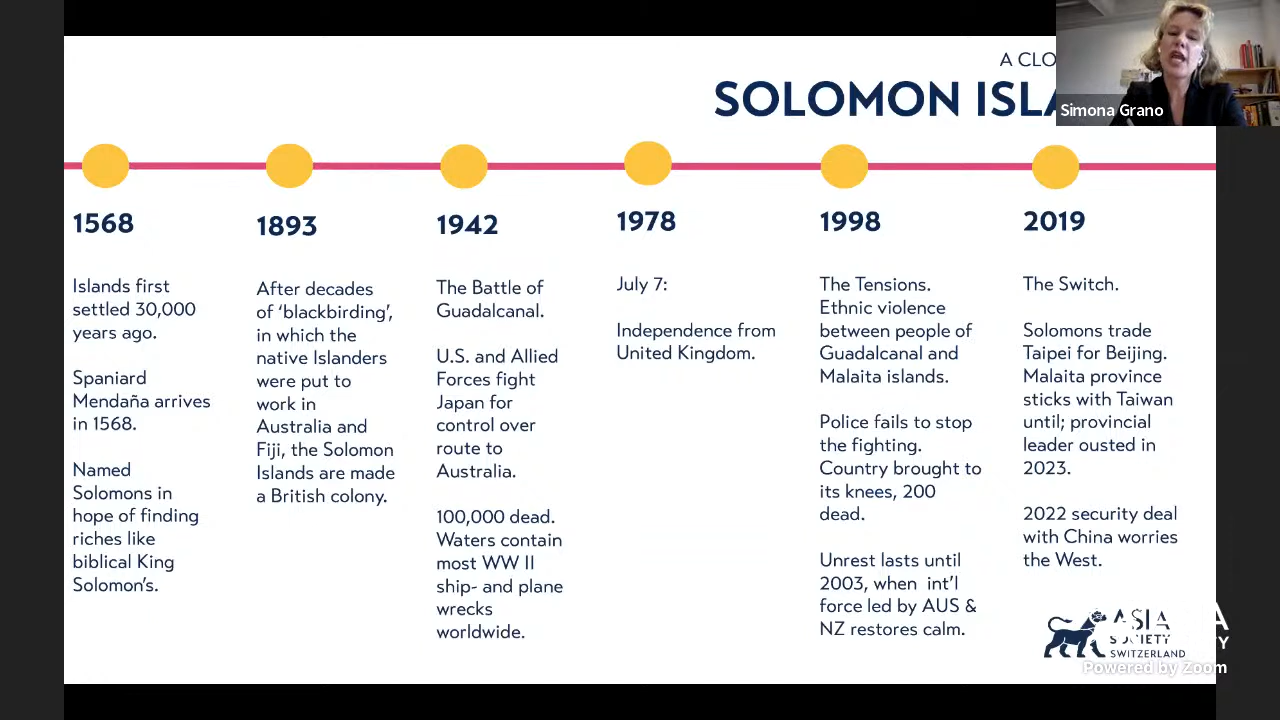 A CLO
SOLOMON ISLA
Simona Grano
1568
Islands first
settled 30,000
years ago.
Spaniard
Mendaña arrives
in 1568.
Named
Solomons in
hope of finding
riches like
biblical King
Solomon's.
1893
After decades
of ‘blackbirding’,
in which the
native Islanders
were put to
work in
Australia and
Fiji, the Solomon
Islands are made
a British colony.
1942
The Battle of
Guadalcanal.
U.S. and Allied
Forces fight
Japan for
control over
route to
Australia.
100,000 dead.
Waters contain
most WW II
ship- and plane
wrecks
worldwide.
1978
July 7:
Independence from
United Kingdom.
1998
The Tensions.
Ethnic violence
between people of
Guadalcanal and
Malaita islands.
Police fails to stop
the fighting.
Country brought to
its knees, 200
dead.
Unrest lasts until
2003, when int'l
force led by AUS &
NZ restores calm.
2019
The Switch.
Solomons trade
Taipei for Beijing.
Malaita province
sticks with Taiwan
until; provincial
leader ousted in
2023.
2022 security deal
with China worries
the West.
ASIA
SOCIETY
SWITZERLAND
Powered by Zoom